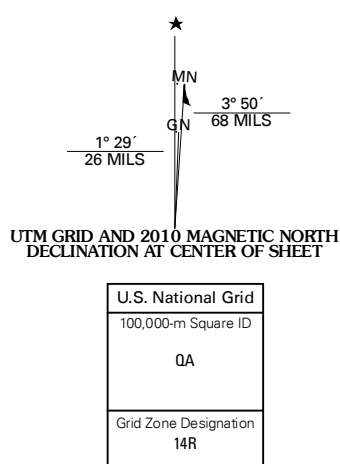 ★
MN
3° 50´
68 MILS
GN
1° 29´
26 MILS
UTM GRID AND 2010 MAGNETIC NORTH
DECLINATION AT CENTER OF SHEET
U.S. National Grid
100,000-m Square ID
QA
Grid Zone Designation
14R